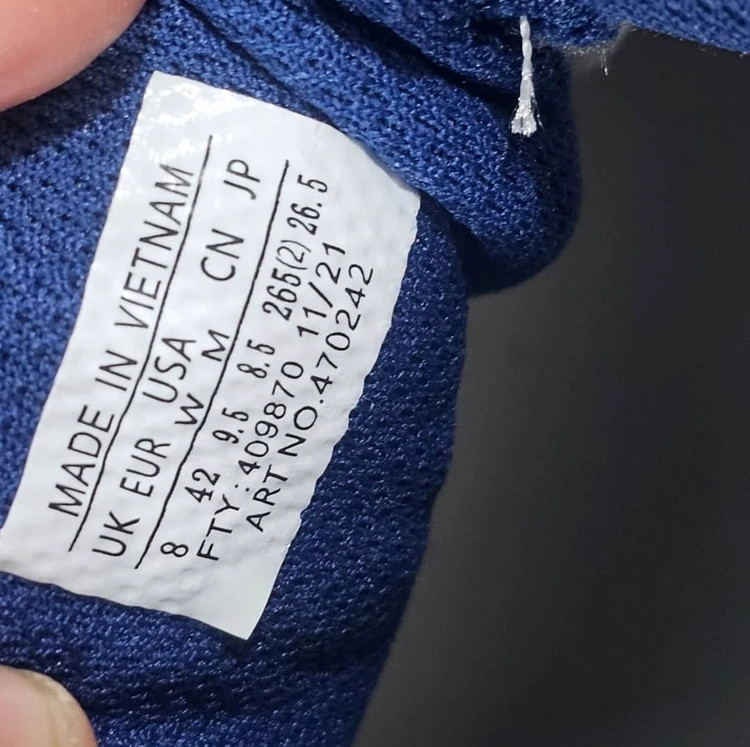 MADE IN VIETNAM
UK EUR USA CN JP
W M
8 42 9.5 8.5 265(2) 26.5
FTY: 409870 11/21
ART NO. 470242